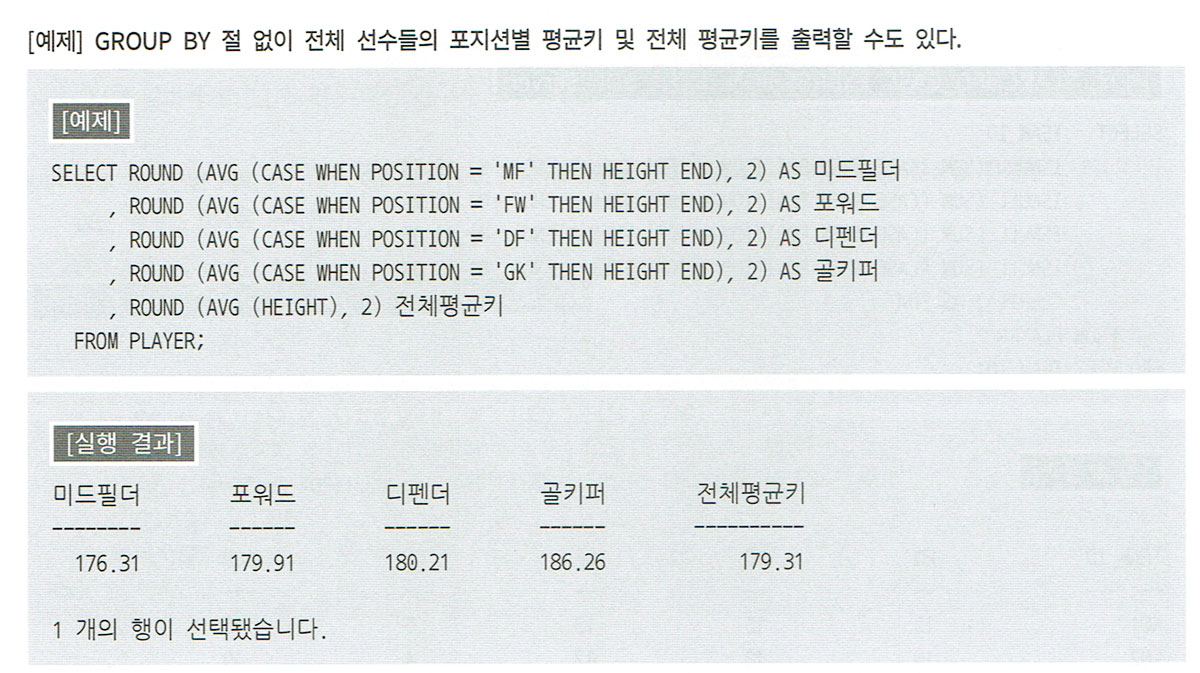 [예제] GROUP BY 절 없이 전체 선수들의 포지션별 평균키 및 전체 평균키를 출력할 수도 있다.
[예제]
SELECT ROUND (AVG (CASE WHEN POSITION = 'MF' THEN HEIGHT END), 2) AS 미드필더
, ROUND (AVG (CASE WHEN POSITION = 'FW' THEN HEIGHT END), 2) AS 포워드
, ROUND (AVG (CASE WHEN POSITION = 'DF' THEN HEIGHT END), 2) AS 디펜더
, ROUND (AVG (CASE WHEN POSITION = 'GK' THEN HEIGHT END), 2) AS 골키퍼
, ROUND (AVG (HEIGHT), 2) 전체평균키
FROM PLAYER;
[실행 결과]
미드필더 포워드 디펜더 골키퍼 전체평균키
-------- ------ ------ ------ ----------
176.31 179.91 180.21 186.26 179.31
1 개의 행이 선택됐습니다.